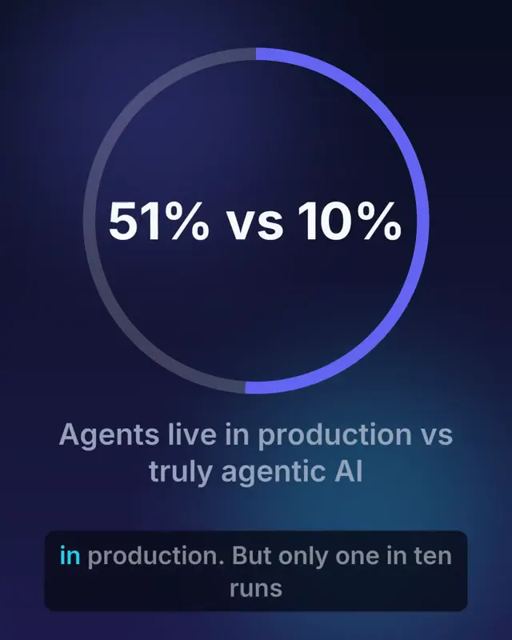 51% vs 10%
Agents live in production vs
truly agentic AI
in production. But only one in ten
runs